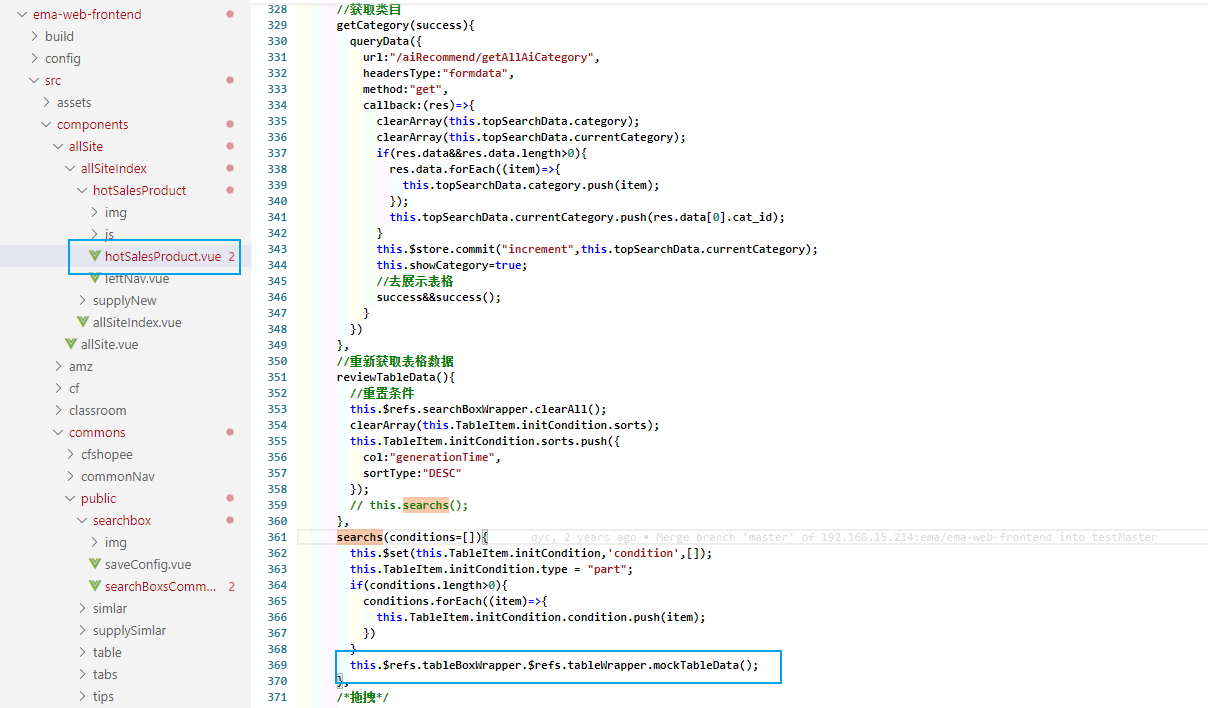 ema-web-frontend
build
config
src
assets
components
allSite
allSiteIndex
hotSalesProduct
img
js
hotSalesProduct.vue 2
leftNav.vue
supplyNew
allSiteIndex.vue
allSite.vue
amz
cf
classroom
commons
cfshopee
commonNav
public
searchbox
img
saveConfig.vue
searchBoxsComm... 2
simlar
supplySimlar
table
tabs
tips
328 //获取类目
329 getCategory(success){
330 queryData({
331 url:"/aiRecommend/getAllAiCategory",
332 headersType:"formdata",
333 method:"get",
334 callback:(res)=>{
335 clearArray(this.topSearchData.category);
336 clearArray(this.topSearchData.currentCategory);
337 if(res.data&&res.data.length>0){
338 res.data.forEach((item)=>{
339 this.topSearchData.category.push(item);
340 });
341 this.topSearchData.currentCategory.push(res.data[0].cat_id);
342 }
343 this.$store.commit("increment",this.topSearchData.currentCategory);
344 this.showCategory=true;
345 //去展示表格
346 success&&success();
347 }
348 })
349 },
350 //重新获取表格数据
351 reviewTableData(){
352 //重置条件
353 this.$refs.searchBoxWrapper.clearAll();
354 clearArray(this.TableItem.initCondition.sorts);
355 this.TableItem.initCondition.sorts.push({
356 col:"generationTime",
357 sortType:"DESC"
358 });
359 // this.searchs();
360 },
361 searchs(conditions=[]){ qyc, 2 years ago • Merge branch 'master' of 192.168.15.214:ema/ema-web-frontend into testMaster
362 this.$set(this.TableItem.initCondition,'condition',[]);
363 this.TableItem.initCondition.type = "part";
364 if(conditions.length>0){
365 conditions.forEach((item)=>{
366 this.TableItem.initCondition.condition.push(item);
367 })
368 }
369 this.$refs.tableBoxWrapper.$refs.tableWrapper.mockTableData();
370 },
371 /*拖拽*/